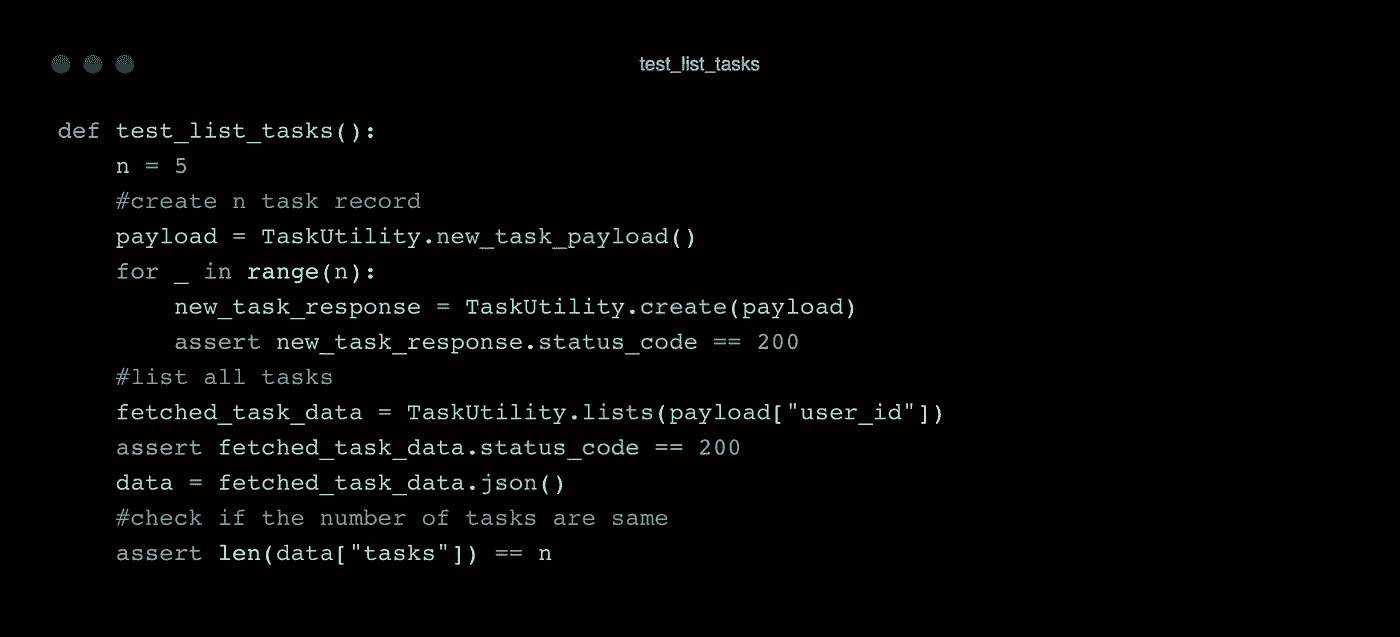 test_list_tasks
def test_list_tasks():
    n = 5
    #create n task record
    payload = TaskUtility.new_task_payload()
    for _ in range(n):
        new_task_response = TaskUtility.create(payload)
        assert new_task_response.status_code == 200
    #list all tasks
    fetched_task_data = TaskUtility.lists(payload["user_id"])
    assert fetched_task_data.status_code == 200
    data = fetched_task_data.json()
    #check if the number of tasks are same
    assert len(data["tasks"]) == n